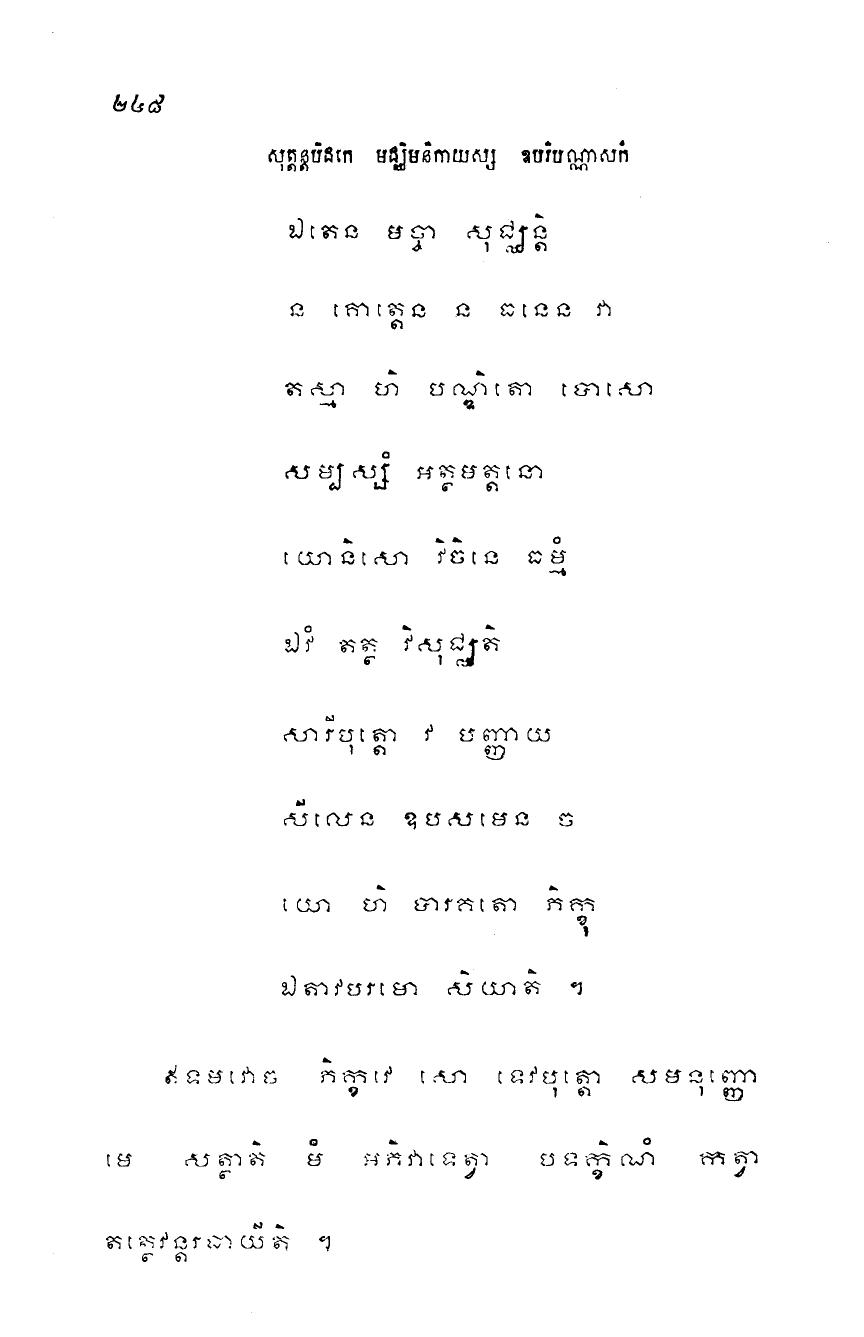 ២៤៨
សុត្តន្តបិដកេ មជ្ឈិមនិកាយស្ស ឧបរិបណ្ណាសកំ
ឯតេន មច្ចា សុជ្ឈន្តិ
ន គោត្តេន ន ធនេន វា
តស្មា ហិ បណ្ឌិតោ បោសោ
សម្បស្សំ អត្ថមត្តនោ
យោនិសោ វិចិនេ ធម្មំ
ឯវំ តត្ថ វិសុជ្ឈតិ
សារីបុត្តោ វ បញ្ញាយ
សីលេន ឧបសមេន ច
យោ ហិ បារគតោ ភិក្ខុ
ឯតាវបរមោ សិយាតិ ។
ឥទមវោច ភិក្ខវេ សោ ទេវបុត្តោ សមនុញ្ញោ
មេ សត្ថាតិ មំ អភិវាទេត្វា បទក្ខិណំ កត្វា
តត្ថេវន្តរធាយីតិ ។